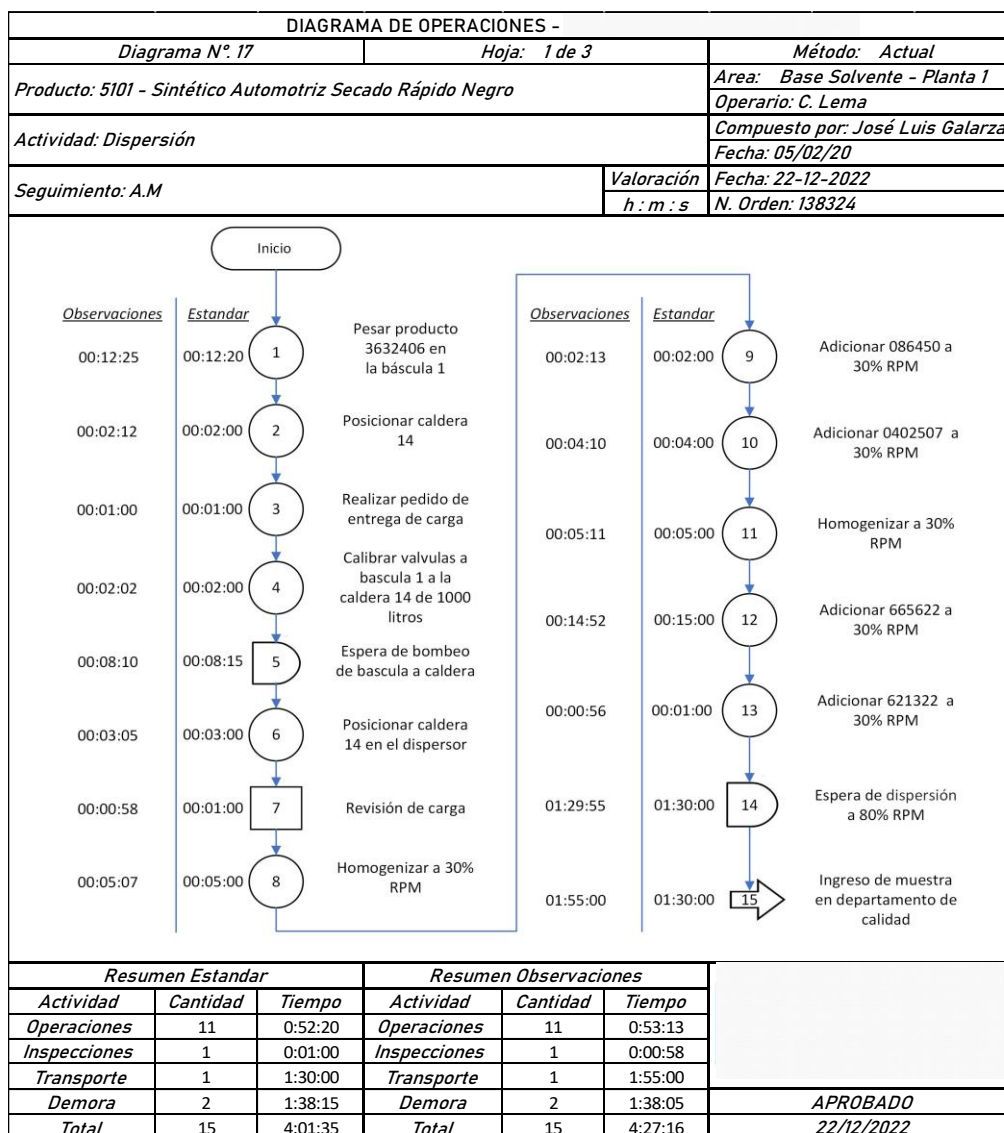 DIAGRAMA DE OPERACIONES -
Diagrama N°. 17 Hoja: 1 de 3 Método: Actual
Producto: 5101 - Sintético Automotriz Secado Rápido Negro
Area: Base Solvente - Planta 1
Operario: C. Lema
Actividad: Dispersión
Compuesto por: José Luis Galarza
Fecha: 05/02/20
Seguimiento: A.M
Valoración Fecha: 22-12-2022
h : m : s N. Orden: 138324
Inicio
Observaciones Estandar
00:12:25 00:12:20 1 Pesar producto
3632406 en
la báscula 1
00:02:12 00:02:00 2 Posicionar caldera
14
00:01:00 00:01:00 3 Realizar pedido de
entrega de carga
00:02:02 00:02:00 4 Calibrar valvulas a
bascula 1 a la
caldera 14 de 1000
litros
00:08:10 00:08:15 5 Espera de bombeo
de bascula a caldera
00:03:05 00:03:00 6 Posicionar caldera
14 en el dispersor
00:00:58 00:01:00 7 Revisión de carga
00:05:07 00:05:00 8 Homogenizar a 30%
RPM
Observaciones Estandar
00:02:13 00:02:00 9 Adicionar 086450 a
30% RPM
00:04:10 00:04:00 10 Adicionar 0402507 a
30% RPM
00:05:11 00:05:00 11 Homogenizar a 30%
RPM
00:14:52 00:15:00 12 Adicionar 665622 a
30% RPM
00:00:56 00:01:00 13 Adicionar 621322 a
30% RPM
01:29:55 01:30:00 14 Espera de dispersión
a 80% RPM
01:55:00 01:30:00 15 Ingreso de muestra
en departamento de
calidad
Resumen Estandar Resumen Observaciones
Actividad Cantidad Tiempo Actividad Cantidad Tiempo
Operaciones 11 0:52:20 Operaciones 11 0:53:13
Inspecciones 1 0:01:00 Inspecciones 1 0:00:58
Transporte 1 1:30:00 Transporte 1 1:55:00
Demora 2 1:38:15 Demora 2 1:38:05 APROBADO
Total 15 4:01:35 Total 15 4:27:16 22/12/2022